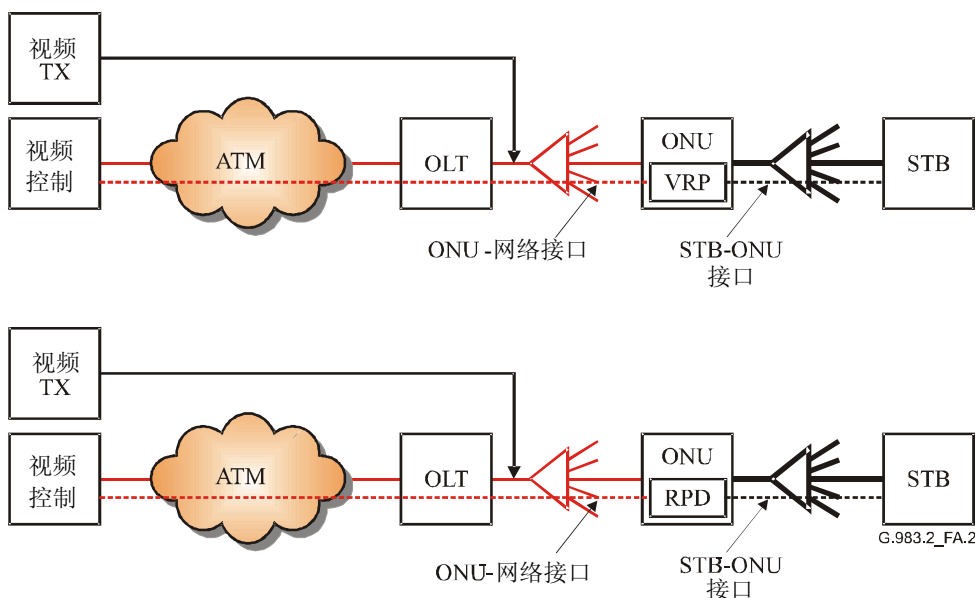 视频
TX
视频
控制
ATM
OLT
ONU
VRP
STB
ONU-网络接口
STB-ONU
接口
视频
TX
视频
控制
ATM
OLT
ONU
RPD
STB
G.983.2_FA.2
ONU-网络接口
STB-ONU
接口